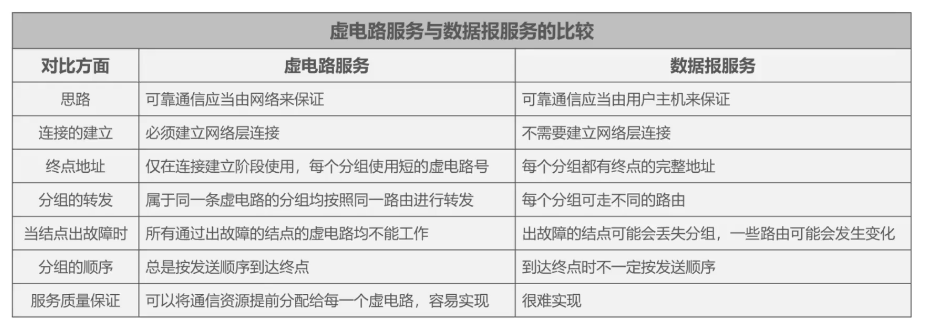 虚电路服务与数据报服务的比较
对比方面 虚电路服务 数据报服务
思路 可靠通信应当由网络来保证 可靠通信应当由用户主机来保证
连接的建立 必须建立网络层连接 不需要建立网络层连接
终点地址 仅在连接建立阶段使用，每个分组使用短的虚电路号 每个分组都有终点的完整地址
分组的转发 属于同一条虚电路的分组均按照同一路由进行转发 每个分组可走不同的路由
当结点出故障时 所有通过出故障的结点的虚电路均不能工作 出故障的结点可能会丢失分组，一些路由可能会发生变化
分组的顺序 总是按发送顺序到达终点 到达终点时不一定按发送顺序
服务质量保证 可以将通信资源提前分配给每一个虚电路，容易实现 很难实现